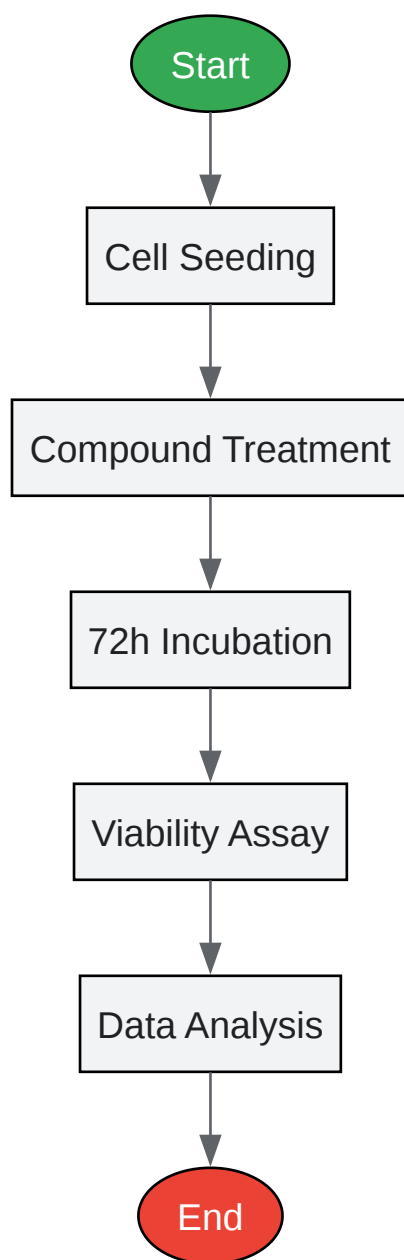 Start
Cell Seeding
Compound Treatment
72h Incubation
Viability Assay
Data Analysis
End